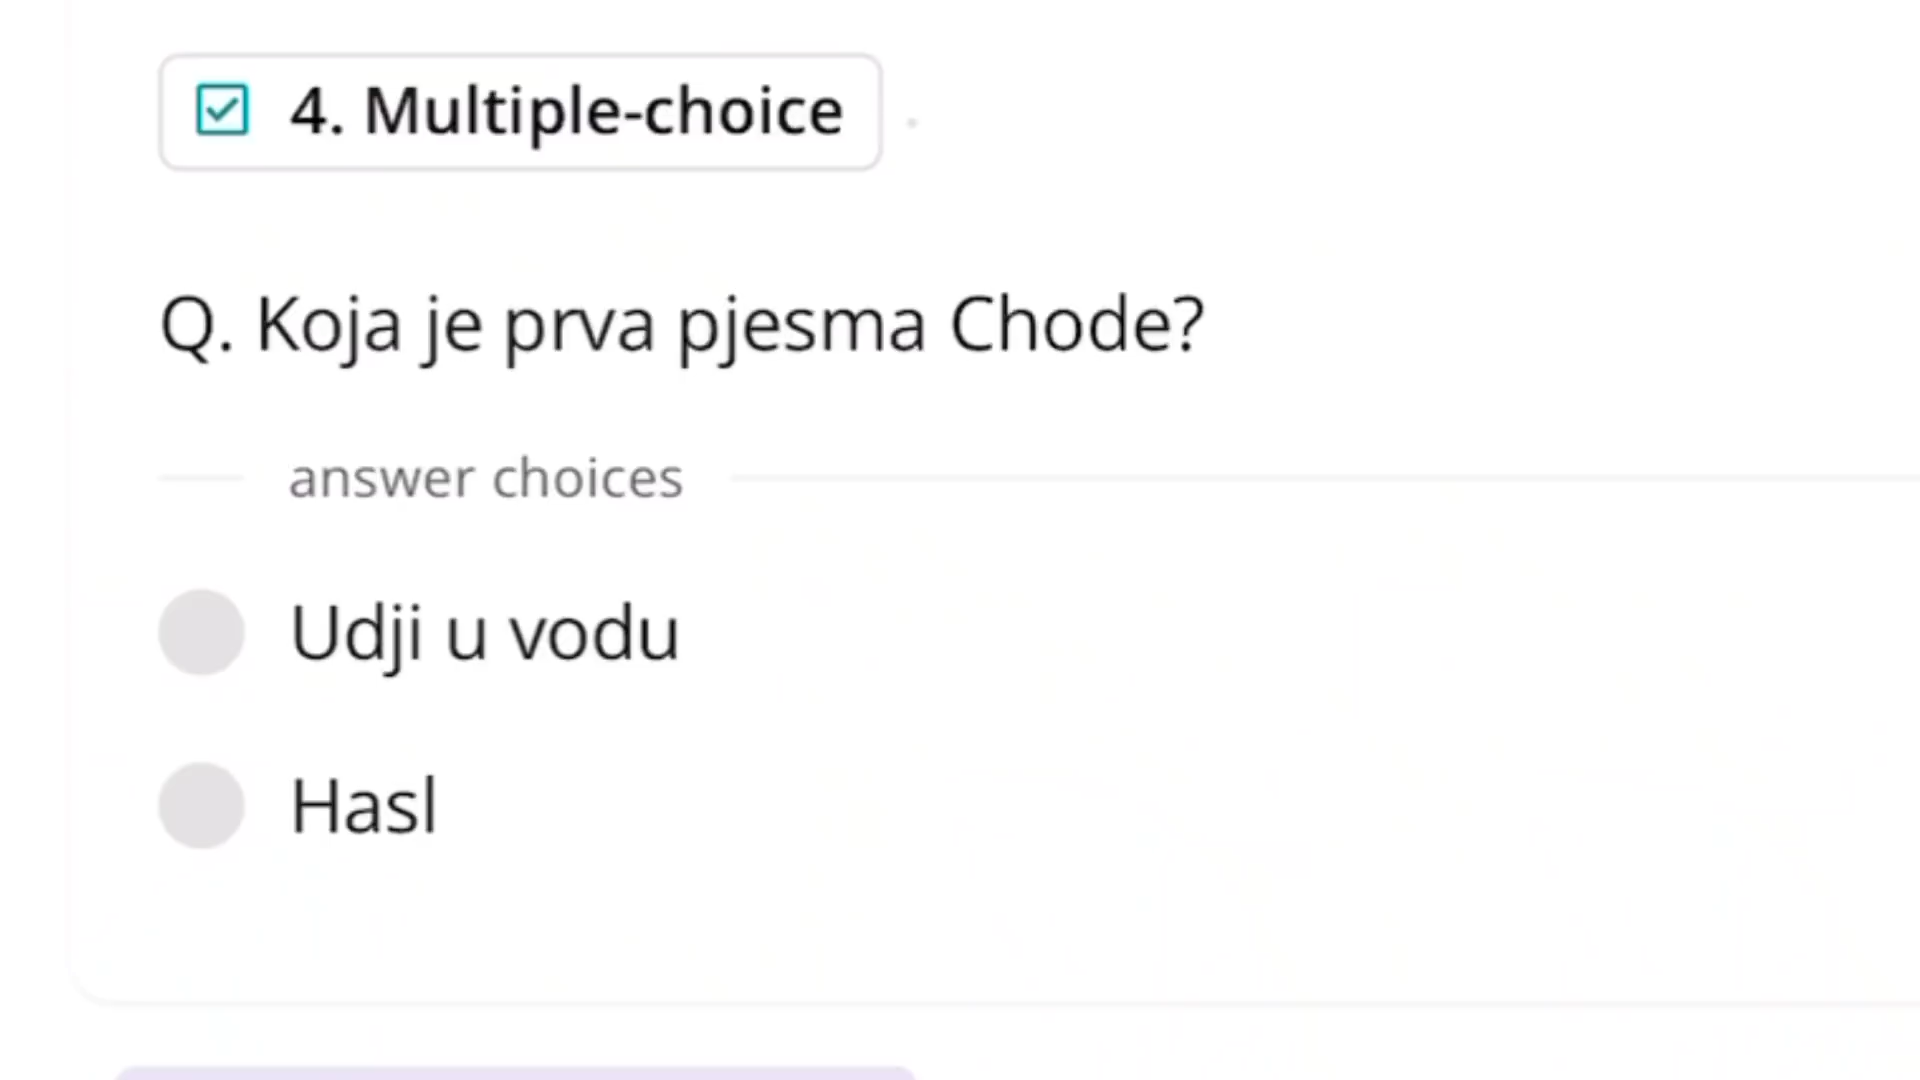 4. Multiple-choice
Q. Koja je prva pjesma Chode?
answer choices
Udji u vodu
Hasl